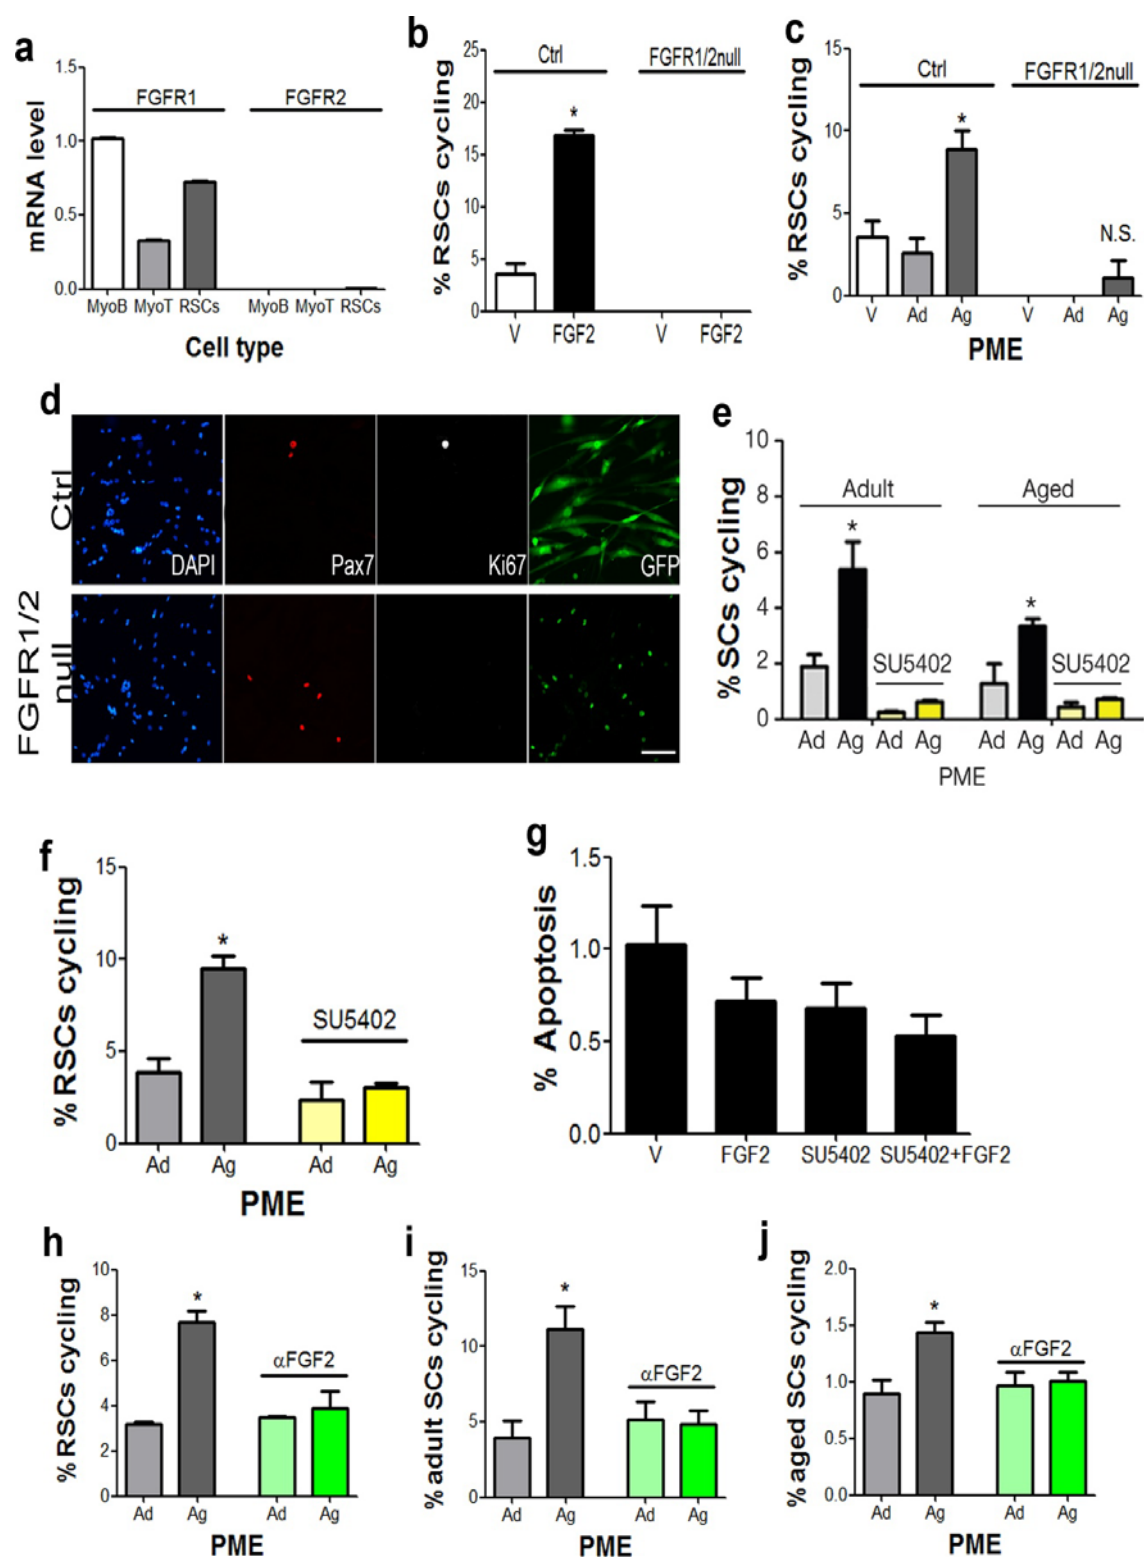 a
mRNA level
1.5
1.0
0.5
0.0
FGFR1
FGFR2
MyoB MyoT RSCs MyoB MyoT RSCs
Cell type
b
% RSCs cycling
25
20
15
10
5
0
Ctrl
FGFR1/2null
*
V FGF2 V FGF2
c
% RSCs cycling
15
10
5
0
Ctrl
FGFR1/2null
*
N.S.
V Ad Ag V Ad Ag
PME
d
Ctrl
DAPI Pax7 Ki67 GFP
FGFR1/2
null
e
% SCs cycling
10
8
6
4
2
0
Adult
Aged
*
*
SU5402
SU5402
Ad Ag Ad Ag Ad Ag Ad Ag
PME
f
% RSCs cycling
15
10
5
0
*
SU5402
Ad Ag Ad Ag
PME
g
% Apoptosis
1.5
1.0
0.5
0.0
V FGF2 SU5402 SU5402+FGF2
h
% RSCs cycling
10
8
6
4
2
0
*
αFGF2
Ad Ag Ad Ag
PME
i
% adult SCs cycling
15
10
5
0
*
αFGF2
Ad Ag Ad Ag
PME
j
% aged SCs cycling
2.0
1.5
1.0
0.5
0.0
*
αFGF2
Ad Ag Ad Ag
PME